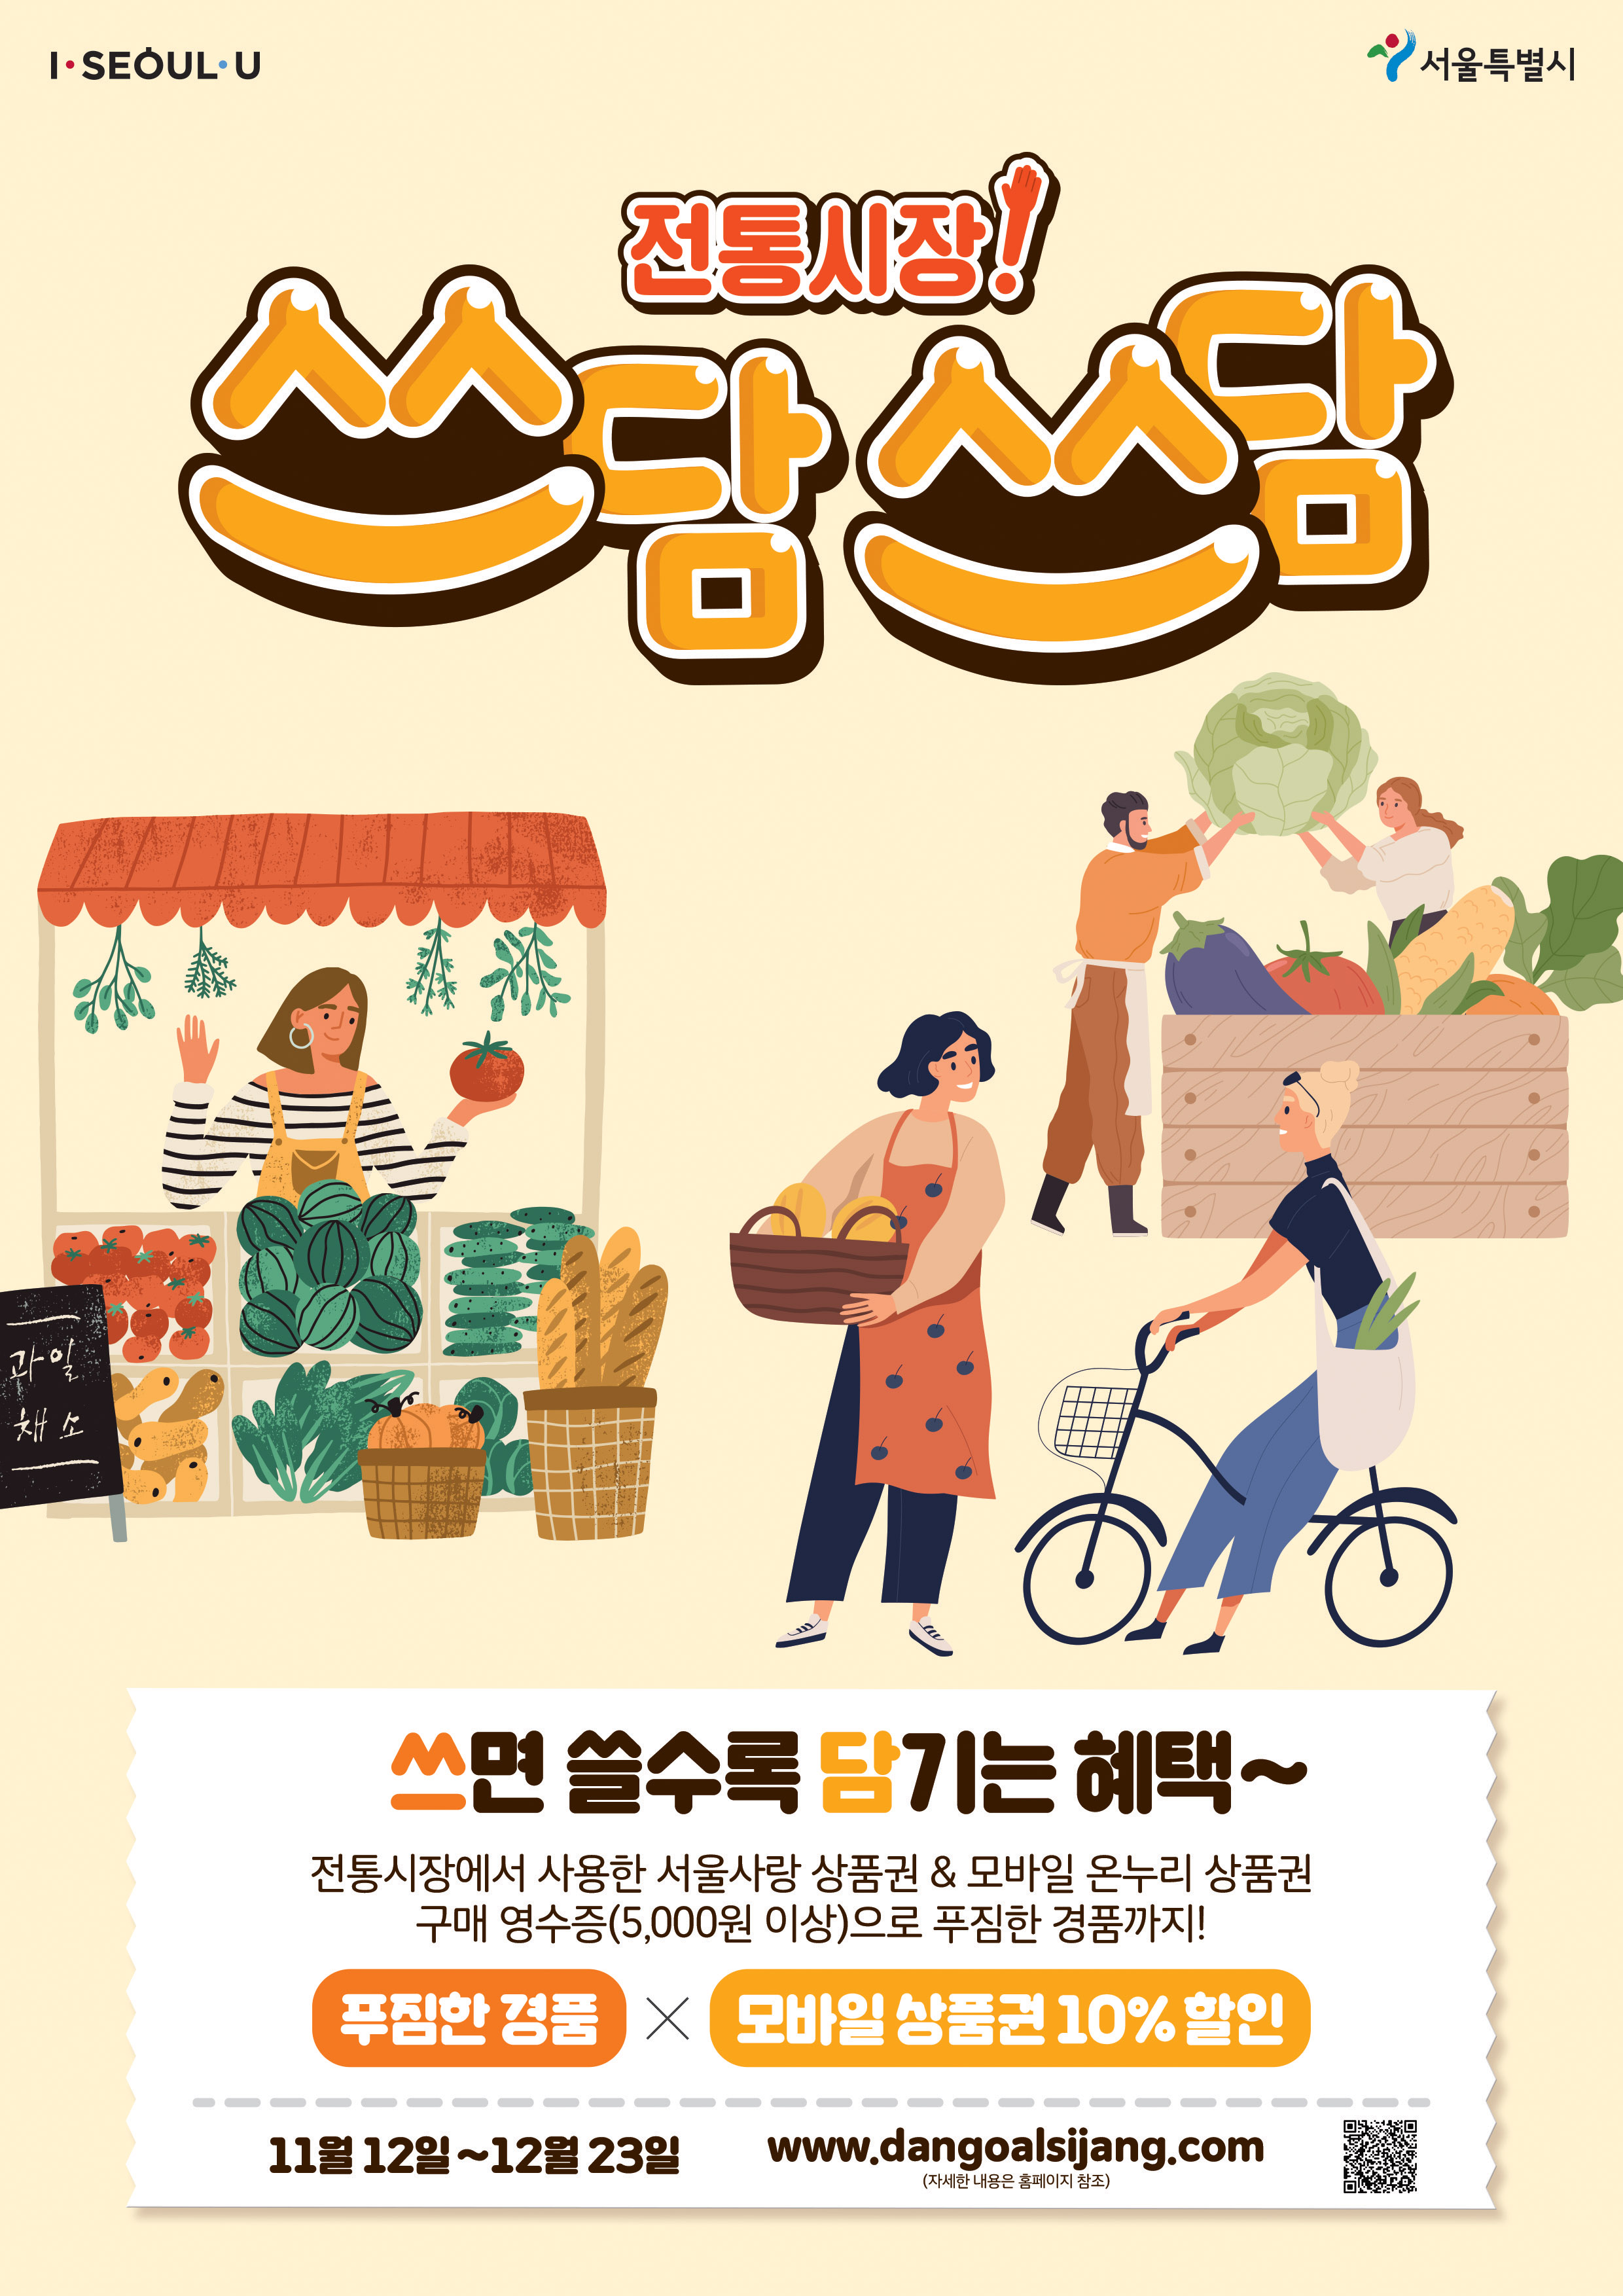 I·SEOUL·U
서울특별시
전통시장!
쓰담쓰담
과일
채소
쓰면 쓸수록 담기는 혜택~
전통시장에서 사용한 서울사랑 상품권 & 모바일 온누리 상품권
구매 영수증(5,000원 이상)으로 푸짐한 경품까지!
푸짐한 경품 × 모바일 상품권 10% 할인
11월 12일~12월 23일
www.dangoalsijang.com
(자세한 내용은 홈페이지 참조)